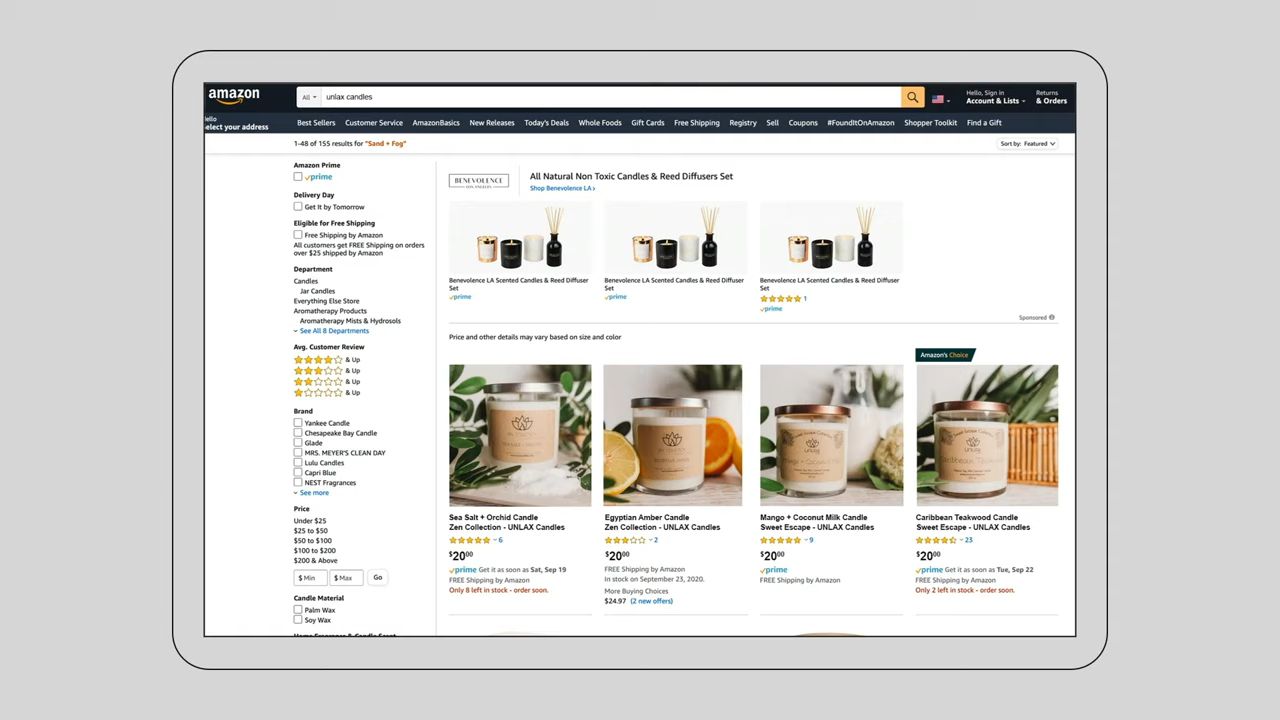 amazon
All
unlax candles
Hello, Sign in
Account & Lists
Returns
& Orders
Hello
select your address
Best Sellers Customer Service AmazonBasics New Releases Today's Deals Whole Foods Gift Cards Free Shipping Registry Sell Coupons #FoundItOnAmazon Shopper Toolkit Find a Gift
1-48 of 155 results for "Sand + Fog"
Sort by: Featured
Amazon Prime
prime
Delivery Day
Get It by Tomorrow
Eligible for Free Shipping
Free Shipping by Amazon
All customers get FREE Shipping on orders
over $25 shipped by Amazon
Department
Candles
Jar Candles
Everything Else Store
Aromatherapy Products
Aromatherapy Mists & Hydrosols
See All 8 Departments
Avg. Customer Review
& Up
& Up
& Up
& Up
Brand
Yankee Candle
Chesapeake Bay Candle
Glade
MRS. MEYER'S CLEAN DAY
Lulu Candles
Capri Blue
NEST Fragrances
See more
Price
Under $25
$25 to $50
$50 to $100
$100 to $200
$200 & Above
$ Min $ Max Go
Candle Material
Palm Wax
Soy Wax
BENEVOLENCE
LOS ANGELES
All Natural Non Toxic Candles & Reed Diffusers Set
Shop Benevolence LA ›
Benevolence LA Scented Candles & Reed Diffuser
Set
prime
Benevolence LA Scented Candles & Reed Diffuser
Set
prime
Benevolence LA Scented Candles & Reed Diffuser
Set
1
prime
Sponsored
Price and other details may vary based on size and color
Amazon's Choice
Sea Salt + Orchid Candle
Zen Collection - UNLAX Candles
6
$2000
prime Get it as soon as Sat, Sep 19
FREE Shipping by Amazon
Only 8 left in stock - order soon.
Egyptian Amber Candle
Zen Collection - UNLAX Candles
2
$2000
FREE Shipping by Amazon
In stock on September 23, 2020.
More Buying Choices
$24.97 (2 new offers)
UNLAX
Mango + Coconut Milk
Mango + Coconut Milk Candle
Sweet Escape - UNLAX Candles
9
$2000
prime
FREE Shipping by Amazon
UNLAX
Caribbean Teakwood
Caribbean Teakwood Candle
Sweet Escape - UNLAX Candles
23
$2000
prime Get it as soon as Tue, Sep 22
FREE Shipping by Amazon
Only 2 left in stock - order soon.